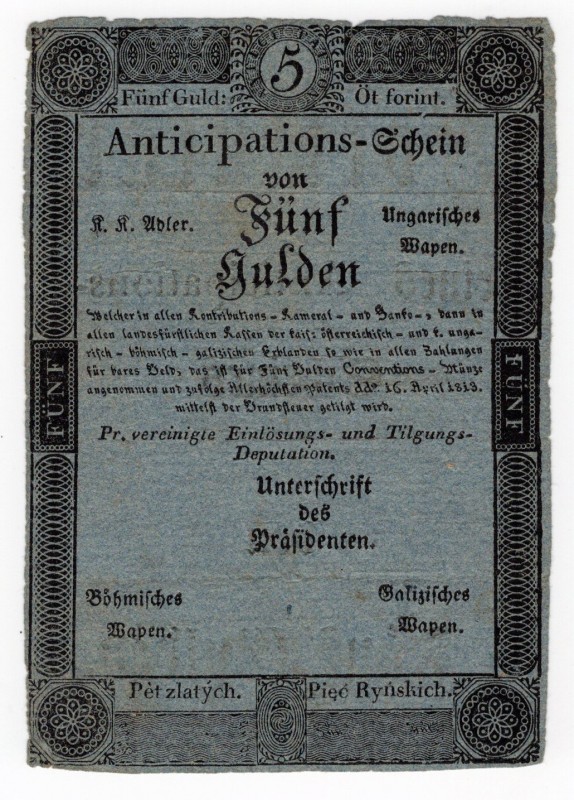 5
Fünf Guld: Öt forint.
Anticipations-Schein
von
K. K. Adler. Fünf Ungarisches
Wapen.
Gulden
Welcher in allen Kontributions - Kameral - und Banko-, dann in
allen landesfürstlichen Kassen der kais: österreichisch - und k. unga-
risch - böhmisch - galizischen Erblanden so wir in allen Zahlungen
für bares Geld, das ist für Fünf Gulden Conventions - Münze
angenommen und zufolge Allerhöchsten Patents ddo. 16. April 1813.
mittelst der Grundsteuer getilgt wird.
FÜNF
FÜNF
Pr. vereinigte Einlösungs- und Tilgungs-
Deputation.
Unterschrift
des
Präsidenten.
Böhmisches Galizisches
Wapen. Wapen.
Pět zlatých. Pięć Ryńskich.